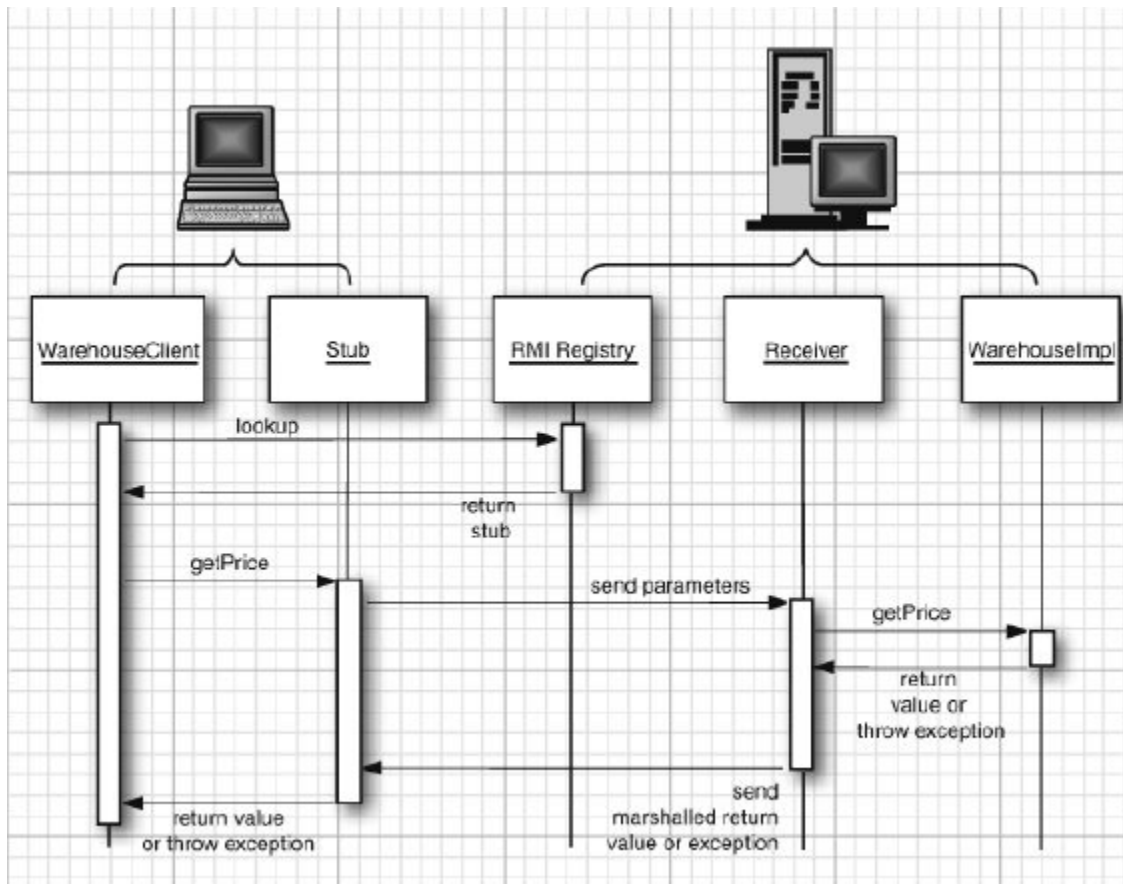 WarehouseClient
Stub
RMI Registry
Receiver
WarehouseImpl
lookup
return
stub
getPrice
send parameters
getPrice
return
value or
throw exception
send
marshalled return
value or exception
return value
or throw exception